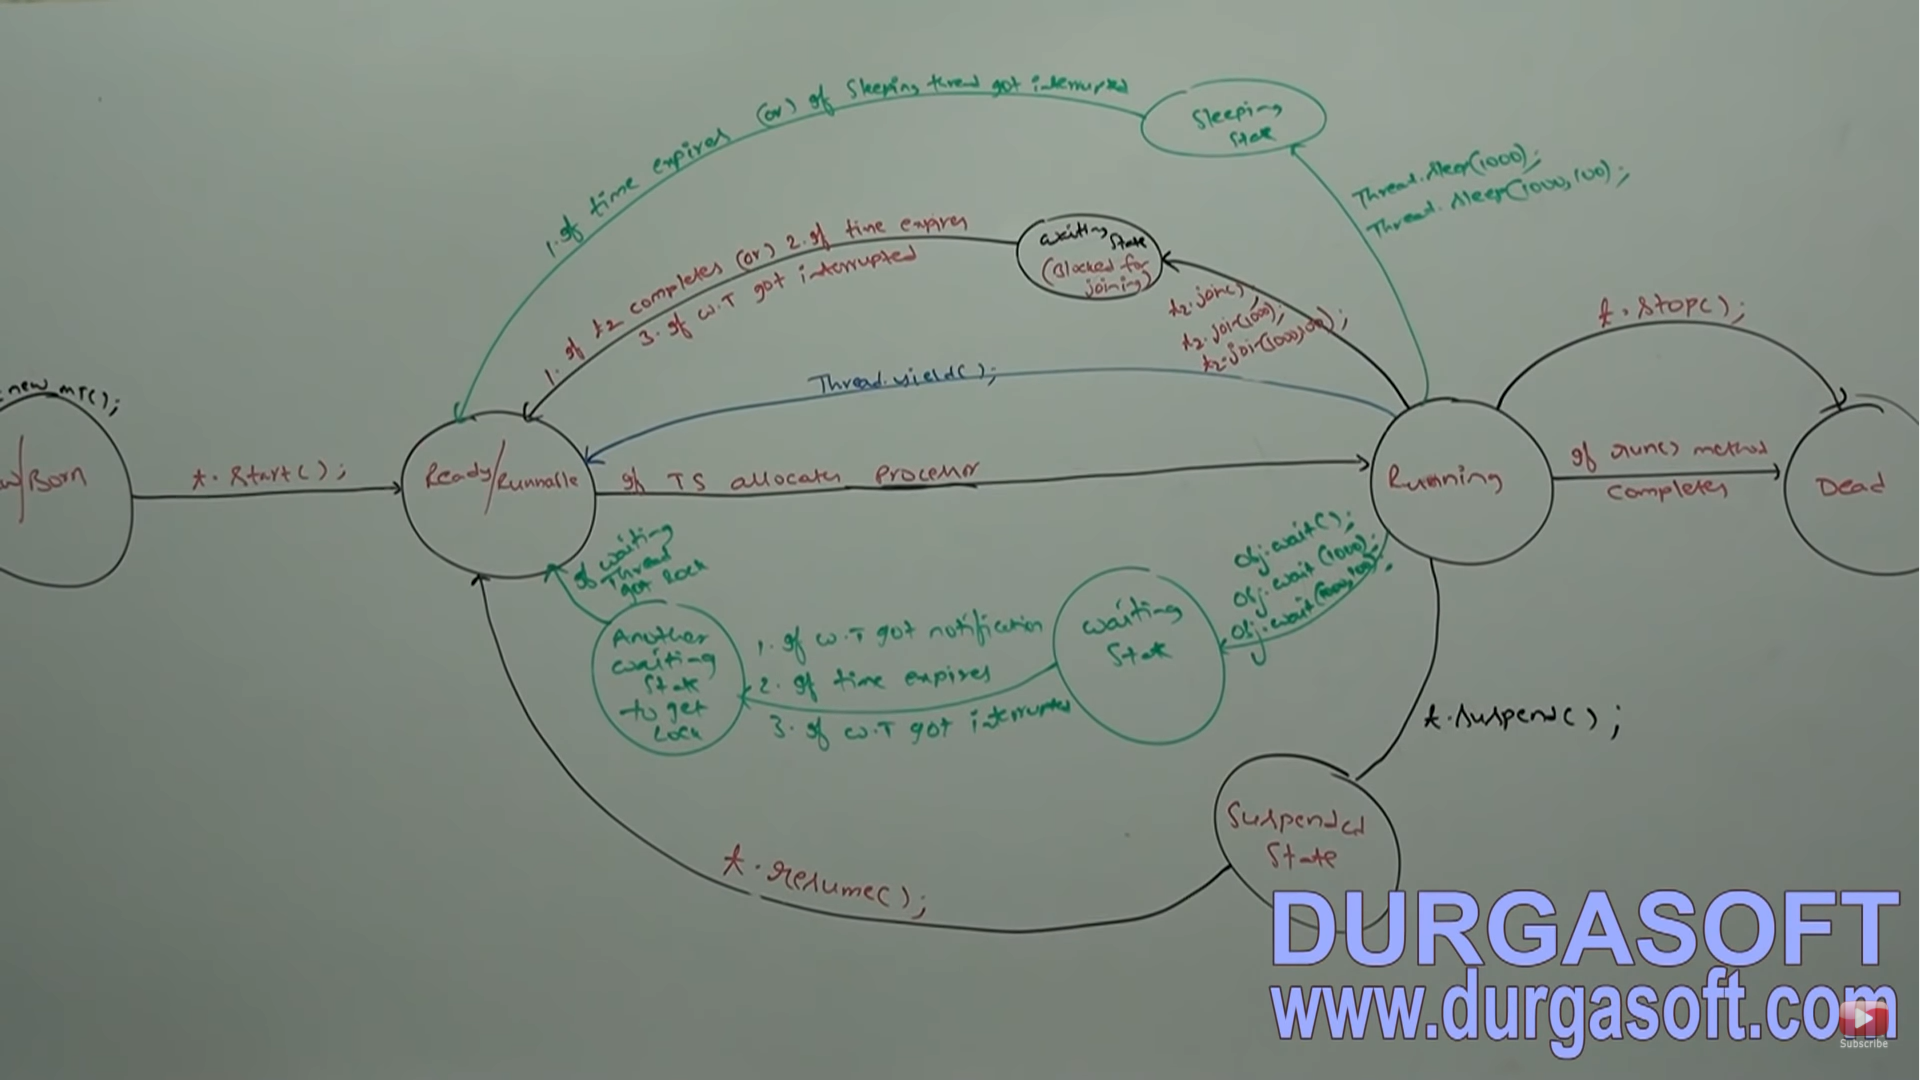 1. If time expires (or) If Sleeping thread got interrupted
Sleeping
State
Thread.sleep(1000);
Thread.sleep(1000,100);
1. If t2 completes (or) 2. If time expires
3. If W.T got interrupted
waiting
State
(Blocked for
joining)
t2.join();
t2.join(1000);
t2.join(1000,100);
t.stop();
Thread.yield();
new MT();
/Born
t.start();
Ready/Runnable
If TS allocates Processor
Running
If run() method
completes
Dead
If waiting
Thread
got lock
obj.wait();
obj.wait(1000);
obj.wait(1000,100);
Another
waiting
State
to get
Lock
1. If W.T got notification
2. If time expires
3. If W.T got interrupted
waiting
State
t.suspend();
Suspended
State
t.resume();
DURGASOFT
www.durgasoft.com
Subscribe